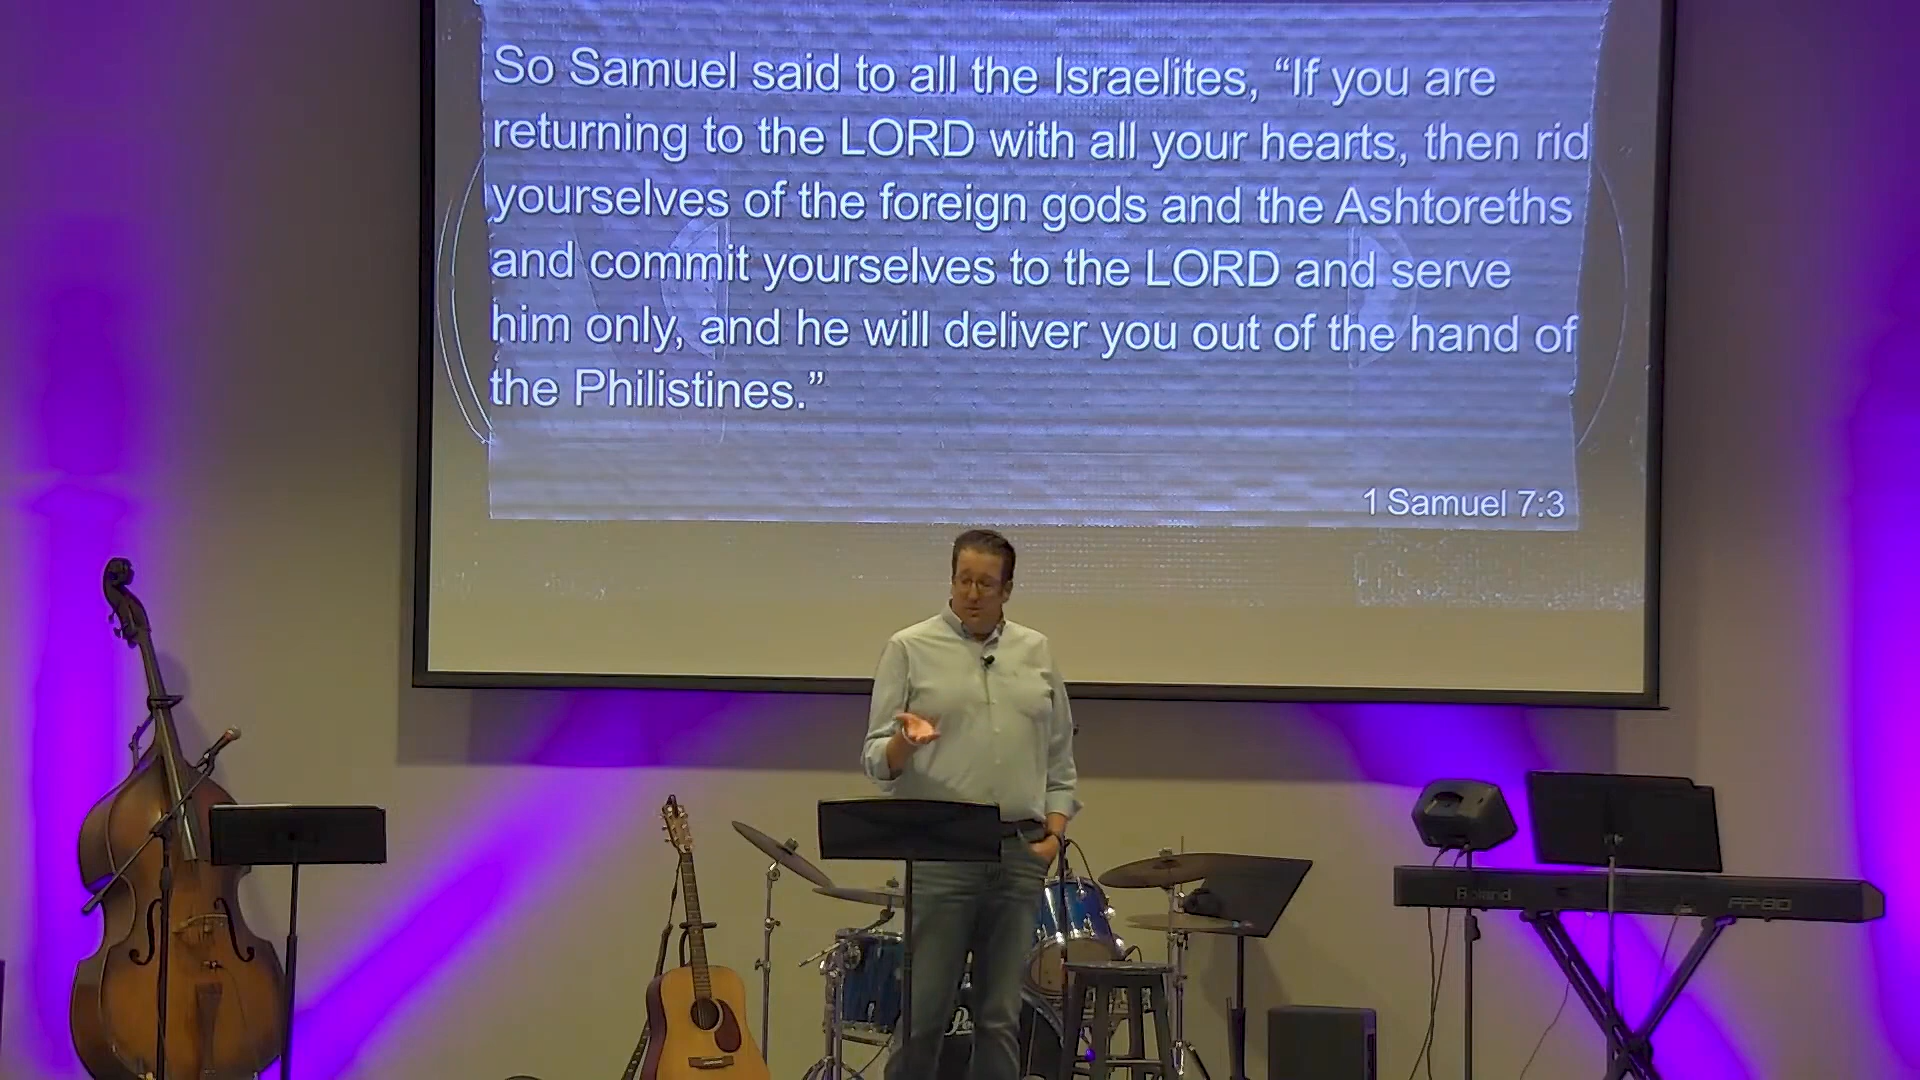 So Samuel said to all the Israelites, “If you are
returning to the LORD with all your hearts, then rid
yourselves of the foreign gods and the Ashtoreths
and commit yourselves to the LORD and serve
him only, and he will deliver you out of the hand of
the Philistines.”
1 Samuel 7:3
Roland
FP-80